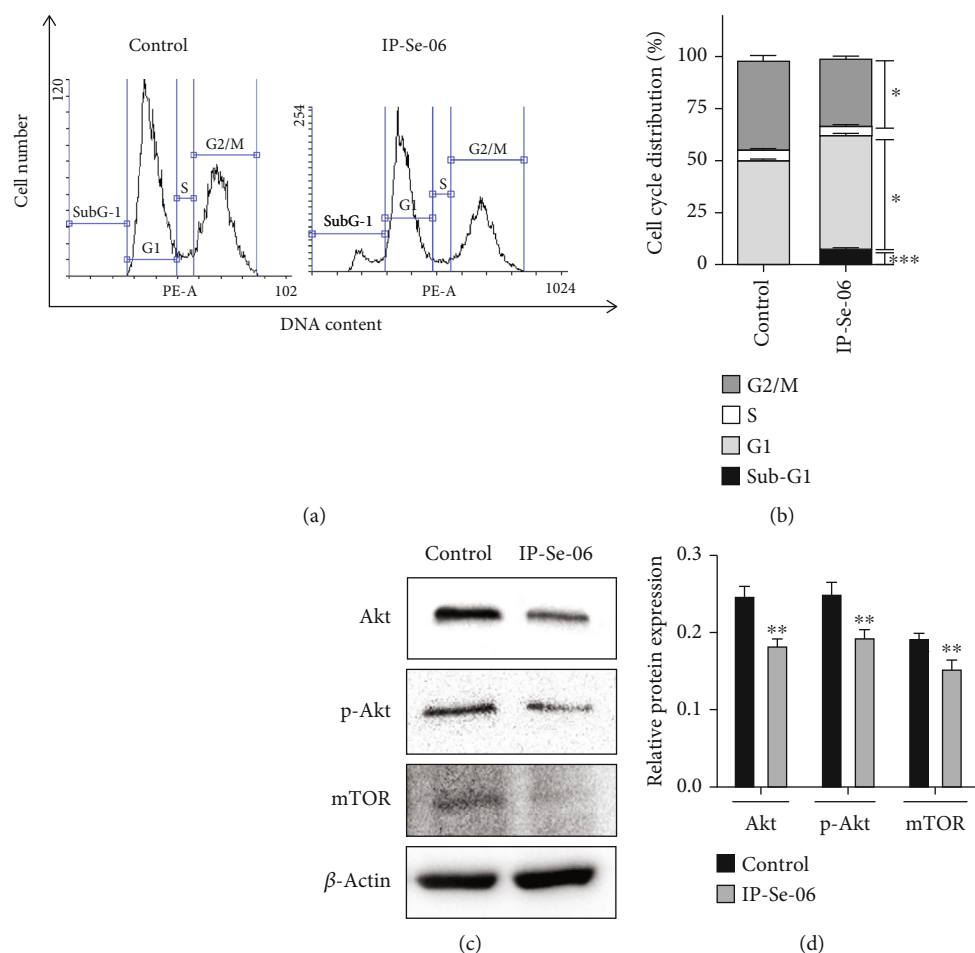 Control
IP-Se-06
120
SubG-1
G1
S
G2/M
PE-A
102
254
SubG-1
G1
S
G2/M
PE-A
1024
Cell number
DNA content
(a)
Cell cycle distribution (%)
100
75
50
25
0
*
*
***
Control
IP-Se-06
G2/M
S
G1
Sub-G1
(b)
Control IP-Se-06
Akt
p-Akt
mTOR
β-Actin
(c)
Relative protein expression
0.3
0.2
0.1
0.0
**
**
**
Akt p-Akt mTOR
Control
IP-Se-06
(d)